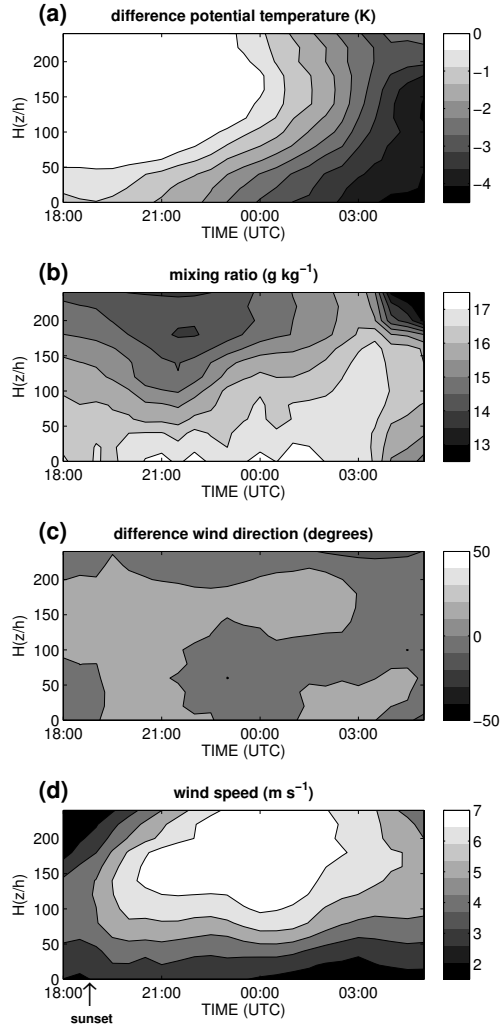 (a)
difference potential temperature (K)
H(z/h)
200
150
100
50
0
18:00 21:00 00:00 03:00
TIME (UTC)
0
−1
−2
−3
−4
(b)
mixing ratio (g kg⁻¹)
H(z/h)
200
150
100
50
0
18:00 21:00 00:00 03:00
TIME (UTC)
17
16
15
14
13
(c)
difference wind direction (degrees)
H(z/h)
200
150
100
50
0
18:00 21:00 00:00 03:00
TIME (UTC)
50
0
−50
(d)
wind speed (m s⁻¹)
H(z/h)
200
150
100
50
0
18:00 21:00 00:00 03:00
TIME (UTC)
sunset
7
6
5
4
3
2